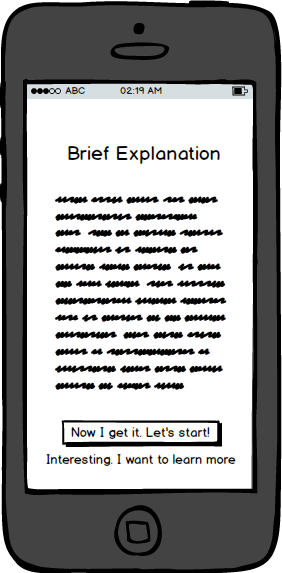 ABC 02:19 AM
Brief Explanation
Now I get it. Let's start!
Interesting. I want to learn more